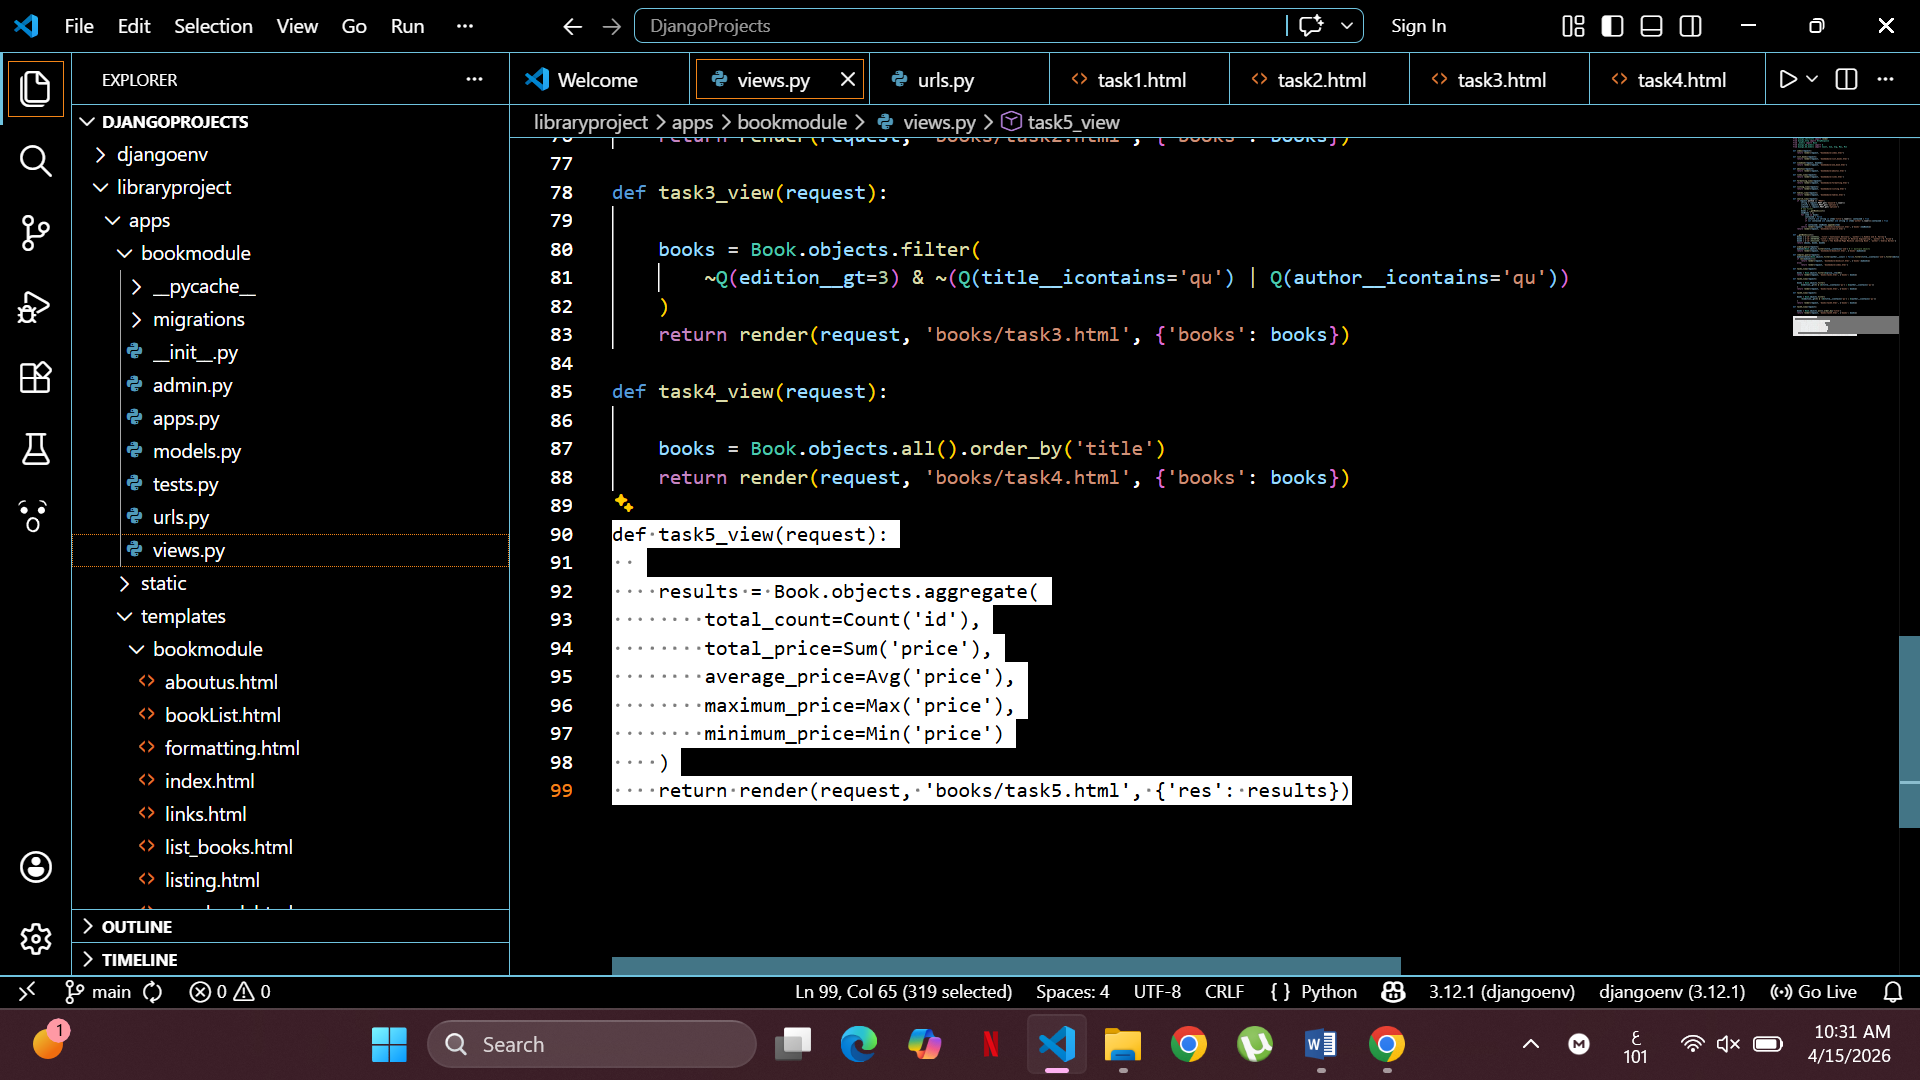 File Edit Selection View Go Run ···
DjangoProjects
Sign In
EXPLORER
Welcome
views.py
urls.py
task1.html
task2.html
task3.html
task4.html
DJANGOPROJECTS
djangoenv
libraryproject
apps
bookmodule
__pycache__
migrations
__init__.py
admin.py
apps.py
models.py
tests.py
urls.py
views.py
static
templates
bookmodule
aboutus.html
bookList.html
formatting.html
index.html
links.html
list_books.html
listing.html
OUTLINE
TIMELINE
libraryproject > apps > bookmodule > views.py > task5_view
76 return render(request, 'books/task2.html', {'books': books})
77
78 def task3_view(request):
79
80 books = Book.objects.filter(
81 ~Q(edition__gt=3) & ~(Q(title__icontains='qu') | Q(author__icontains='qu'))
82 )
83 return render(request, 'books/task3.html', {'books': books})
84
85 def task4_view(request):
86
87 books = Book.objects.all().order_by('title')
88 return render(request, 'books/task4.html', {'books': books})
89
90 def task5_view(request):
91
92 results = Book.objects.aggregate(
93 total_count=Count('id'),
94 total_price=Sum('price'),
95 average_price=Avg('price'),
96 maximum_price=Max('price'),
97 minimum_price=Min('price')
98 )
99 return render(request, 'books/task5.html', {'res': results})
main 0 0
Ln 99, Col 65 (319 selected) Spaces: 4 UTF-8 CRLF { } Python 3.12.1 (djangoenv) djangoenv (3.12.1) Go Live
1
Search
M
ع
101
10:31 AM
4/15/2026